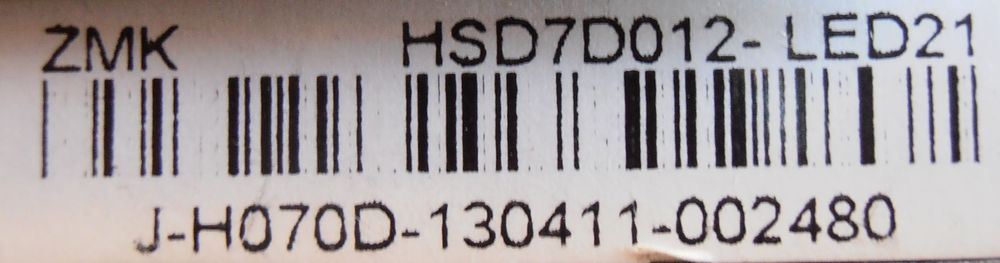 ZMK HSD7D012- LED21
J-H070D-130411-002480